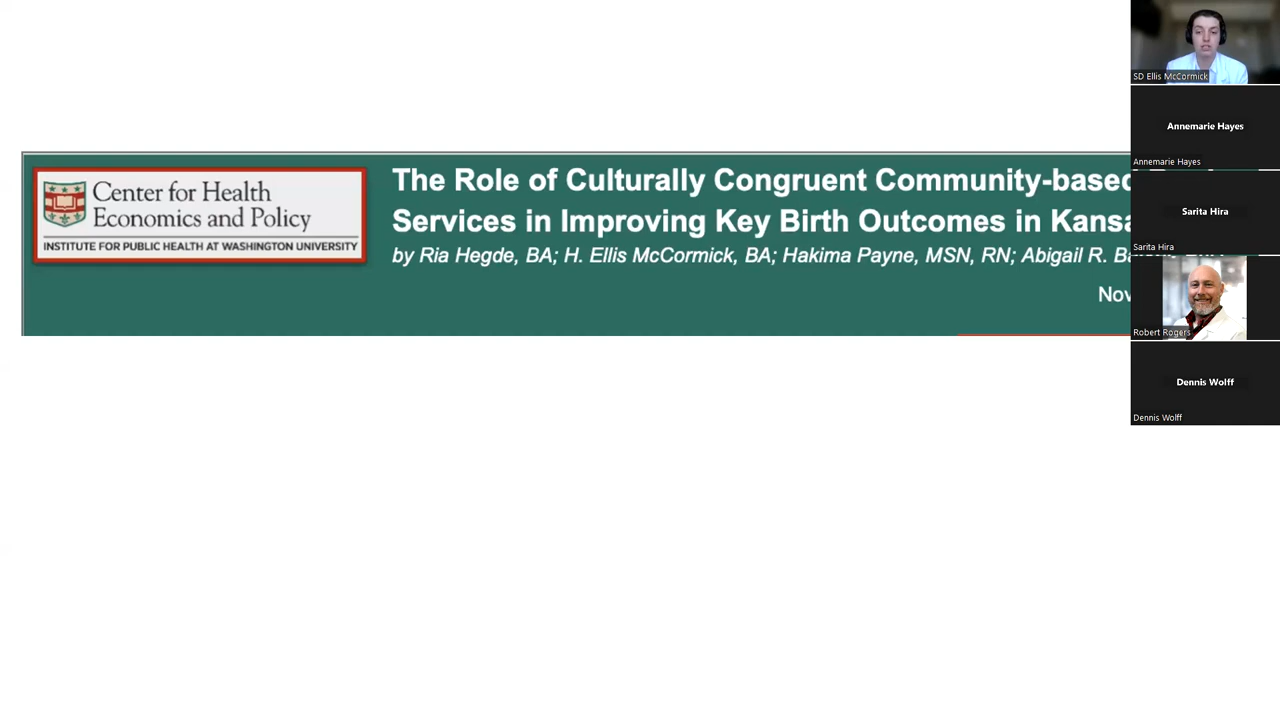 Center for Health
Economics and Policy
INSTITUTE FOR PUBLIC HEALTH AT WASHINGTON UNIVERSITY
The Role of Culturally Congruent Community-based
Services in Improving Key Birth Outcomes in
by Ria Hegde, BA; H. Ellis McCormick, BA; Hakima Payne, MSN, RN; Abigail R.
SD Ellis McCormick
Annemarie Hayes
Annemarie Hayes
Sarita Hira
Sarita Hira
Robert Rogers
Dennis Wolff
Dennis Wolff